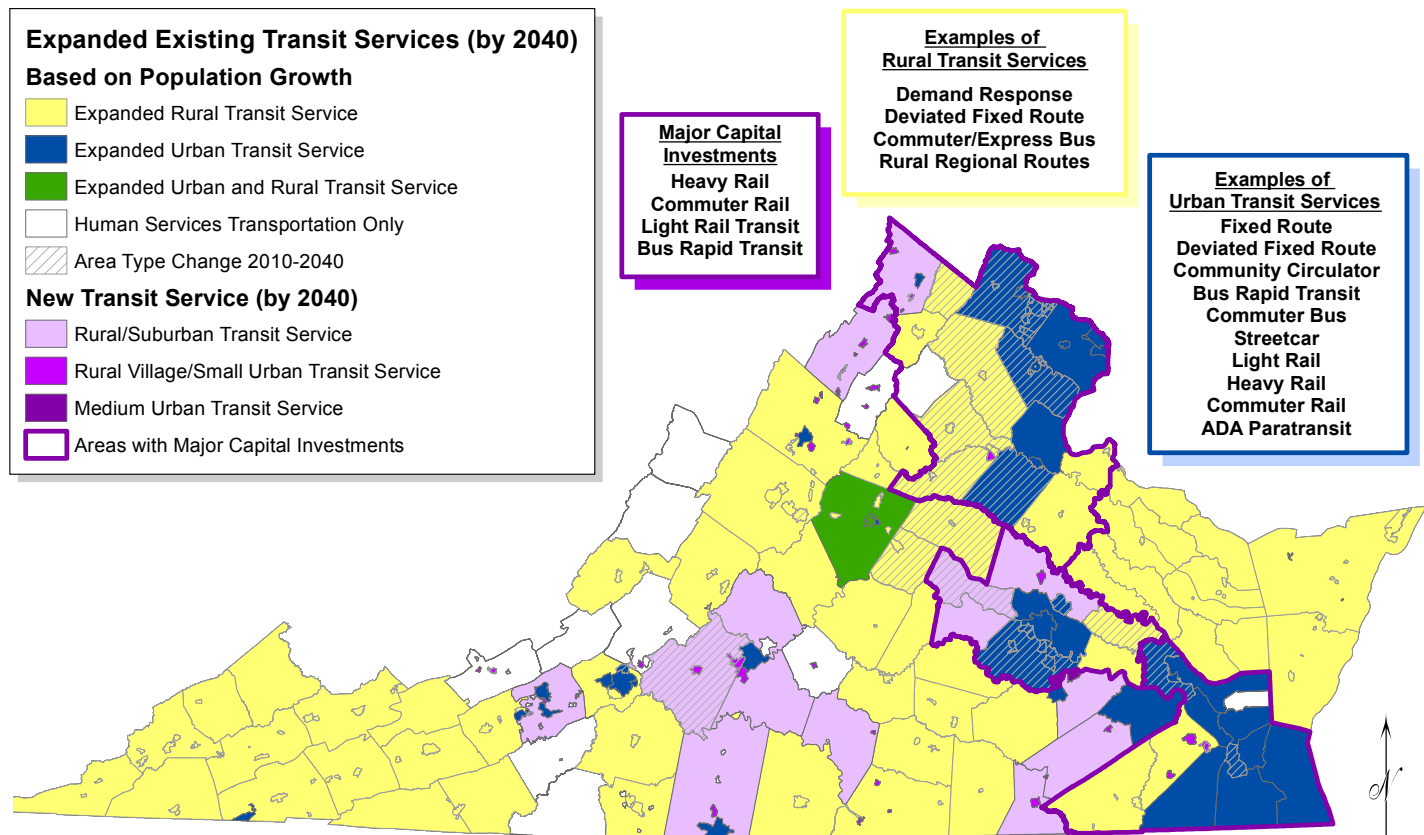 Expanded Existing Transit Services (by 2040)
Based on Population Growth
Expanded Rural Transit Service
Expanded Urban Transit Service
Expanded Urban and Rural Transit Service
Human Services Transportation Only
Area Type Change 2010-2040
New Transit Service (by 2040)
Rural/Suburban Transit Service
Rural Village/Small Urban Transit Service
Medium Urban Transit Service
Areas with Major Capital Investments
Major Capital
Investments
Heavy Rail
Commuter Rail
Light Rail Transit
Bus Rapid Transit
Examples of
Rural Transit Services
Demand Response
Deviated Fixed Route
Commuter/Express Bus
Rural Regional Routes
Examples of
Urban Transit Services
Fixed Route
Deviated Fixed Route
Community Circulator
Bus Rapid Transit
Commuter Bus
Streetcar
Light Rail
Heavy Rail
Commuter Rail
ADA Paratransit
N